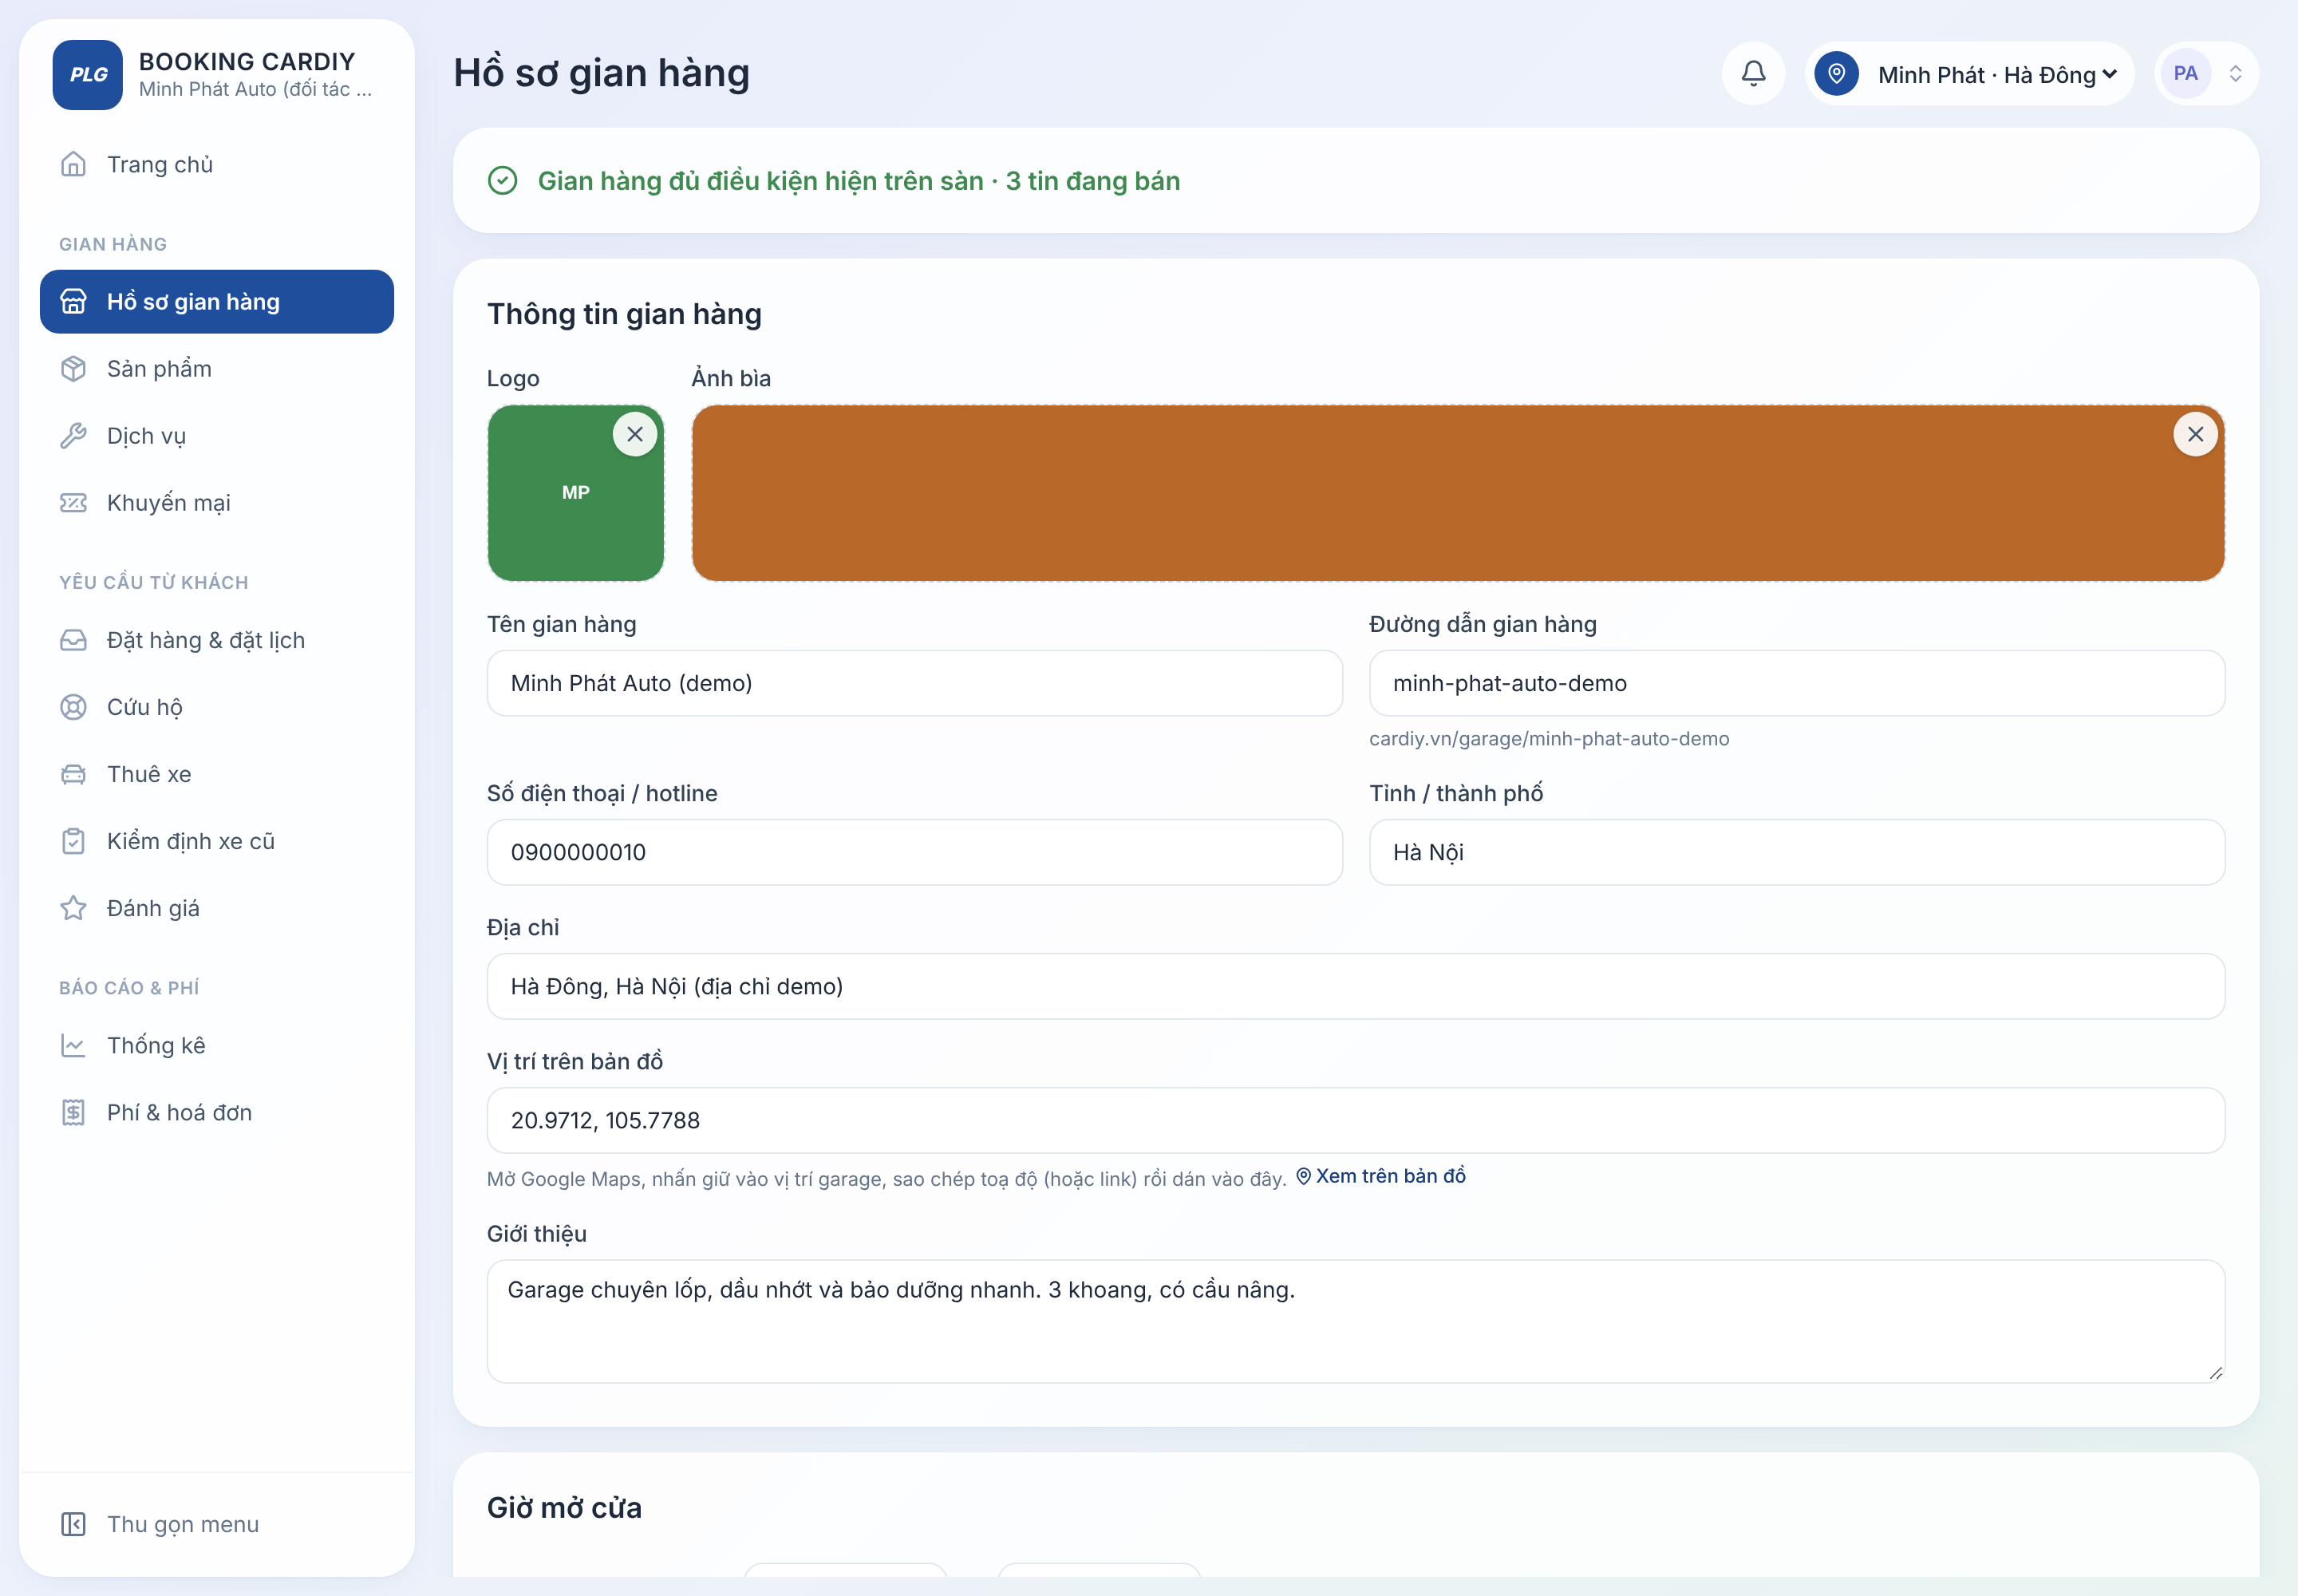 PLG
BOOKING CARDIY
Minh Phát Auto (đối tác ...
Trang chủ
GIAN HÀNG
Hồ sơ gian hàng
Sản phẩm
Dịch vụ
Khuyến mại
YÊU CẦU TỪ KHÁCH
Đặt hàng & đặt lịch
Cứu hộ
Thuê xe
Kiểm định xe cũ
Đánh giá
BÁO CÁO & PHÍ
Thống kê
Phí & hoá đơn
Thu gọn menu
Hồ sơ gian hàng
Minh Phát · Hà Đông
PA
Gian hàng đủ điều kiện hiện trên sàn · 3 tin đang bán
Thông tin gian hàng
Logo
Ảnh bìa
MP
Tên gian hàng
Đường dẫn gian hàng
Minh Phát Auto (demo)
minh-phat-auto-demo
cardiy.vn/garage/minh-phat-auto-demo
Số điện thoại / hotline
Tỉnh / thành phố
0900000010
Hà Nội
Địa chỉ
Hà Đông, Hà Nội (địa chỉ demo)
Vị trí trên bản đồ
20.9712, 105.7788
Mở Google Maps, nhấn giữ vào vị trí garage, sao chép toạ độ (hoặc link) rồi dán vào đây. Xem trên bản đồ
Giới thiệu
Garage chuyên lốp, dầu nhớt và bảo dưỡng nhanh. 3 khoang, có cầu nâng.
Giờ mở cửa